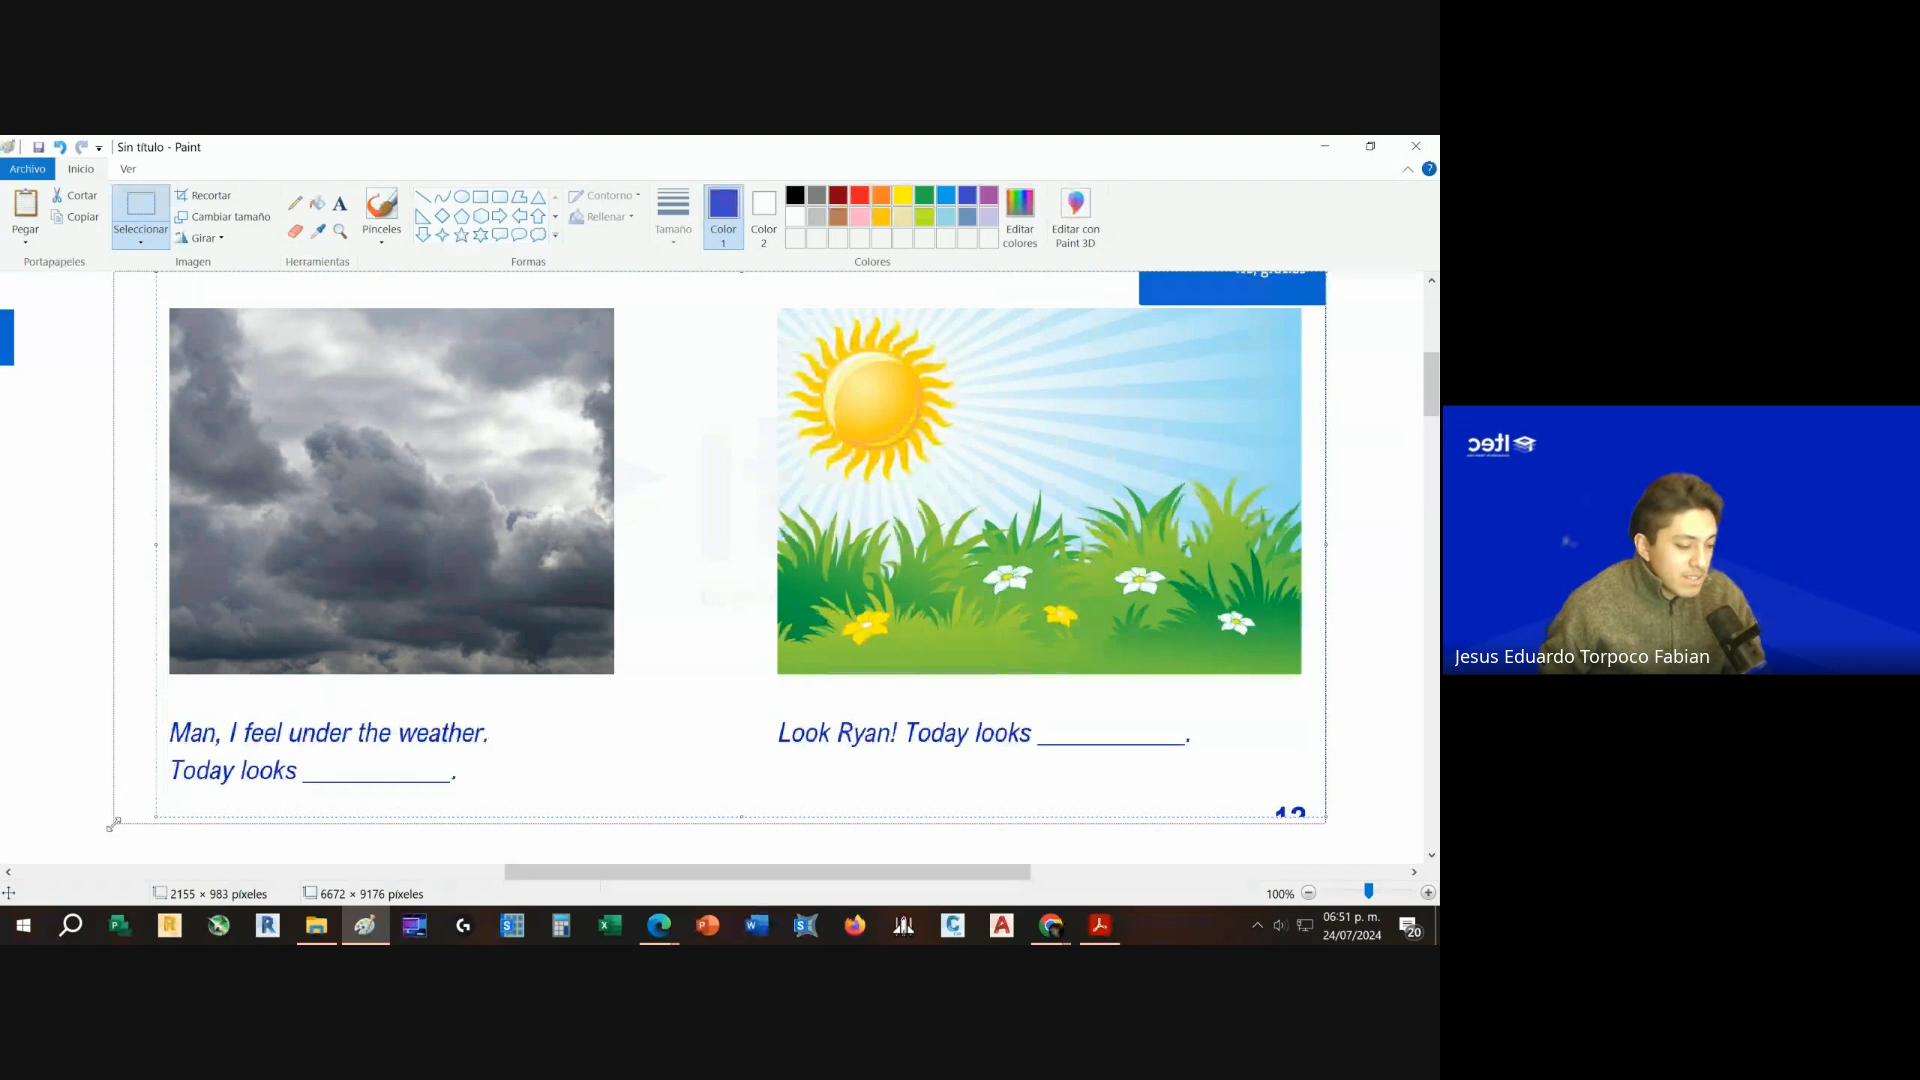 Sin título - Paint
Archivo Inicio Ver
Pegar
Cortar
Copiar
Portapapeles
Seleccionar
Recortar
Cambiar tamaño
Girar
Imagen
A
Herramientas
Pinceles
Formas
Contorno
Rellenar
Tamaño
Color 1
Color 2
Editar colores
Editar con Paint 3D
Colores
Man, I feel under the weather.
Today looks ___________.
Look Ryan! Today looks ___________.
Itec
Jesus Eduardo Torpoco Fabian
2155 × 983 píxeles
6672 × 9176 píxeles
100%
06:51 p. m.
24/07/2024
20